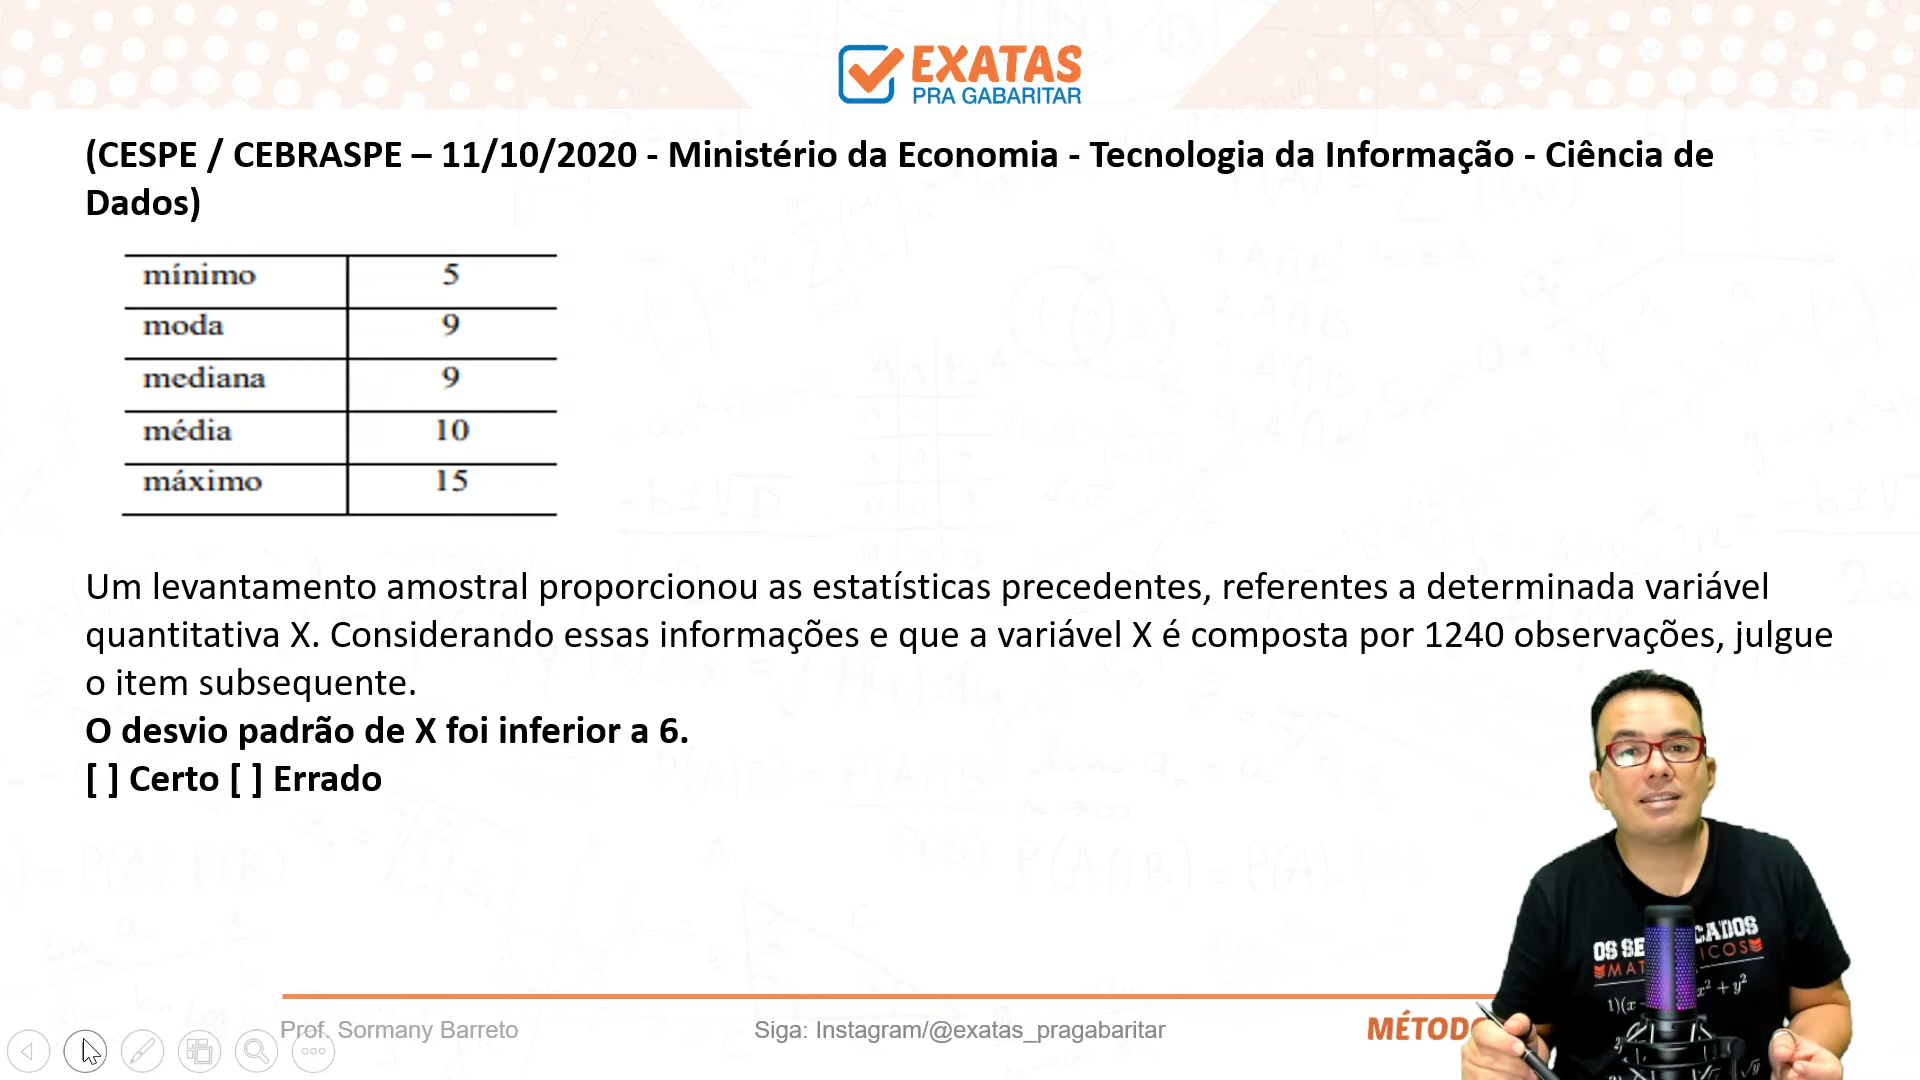 EXATAS
PRA GABARITAR
(CESPE / CEBRASPE – 11/10/2020 - Ministério da Economia - Tecnologia da Informação - Ciência de
Dados)
mínimo 5
moda 9
mediana 9
média 10
máximo 15
Um levantamento amostral proporcionou as estatísticas precedentes, referentes a determinada variável
quantitativa X. Considerando essas informações e que a variável X é composta por 1240 observações, julgue
o item subsequente.
O desvio padrão de X foi inferior a 6.
[ ] Certo [ ] Errado
Prof. Sormany Barreto
Siga: Instagram/@exatas_pragabaritar